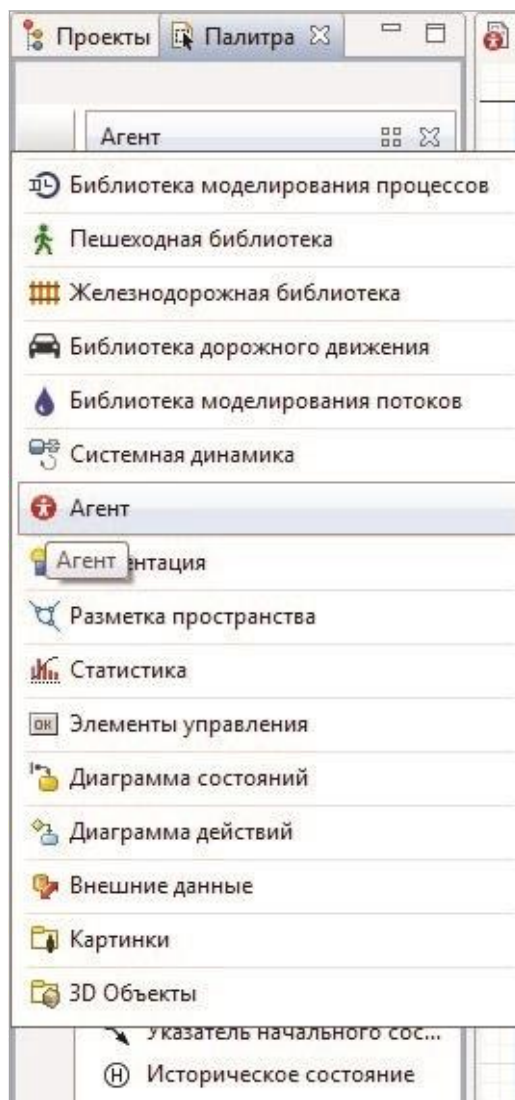 Проекты Палитра
Агент
Библиотека моделирования процессов
Пешеходная библиотека
Железнодорожная библиотека
Библиотека дорожного движения
Библиотека моделирования потоков
Системная динамика
Агент
Агент ентация
Разметка пространства
Статистика
OK Элементы управления
Диаграмма состояний
Диаграмма действий
Внешние данные
Картинки
3D Объекты
Указатель начального сос...
H Историческое состояние